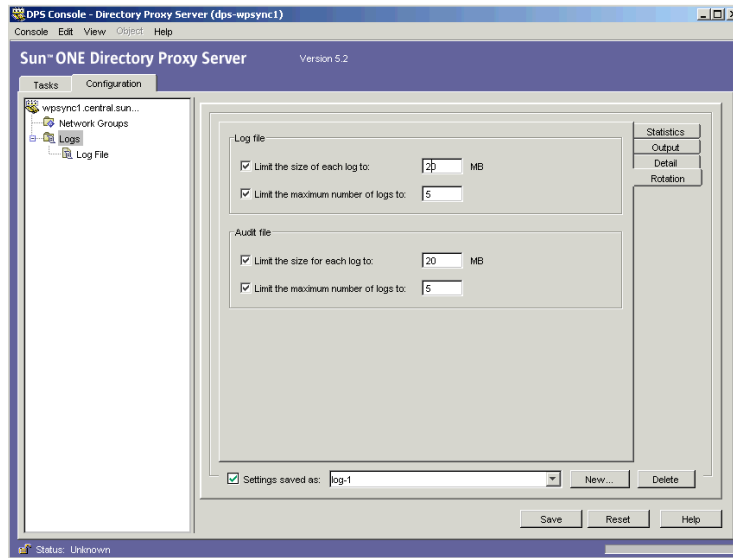 DPS Console - Directory Proxy Server (dps-wpsync1)
Console Edit View Object Help
Sun™ ONE Directory Proxy Server Version 5.2
Tasks Configuration
wpsync1.central.sun...
Network Groups
Logs
Log File
Statistics
Output
Detail
Rotation
Log file
Limit the size of each log to: 20 MB
Limit the maximum number of logs to: 5
Audit file
Limit the size for each log to: 20 MB
Limit the maximum number of logs to: 5
Settings saved as: log-1 New... Delete
Save Reset Help
Status: Unknown